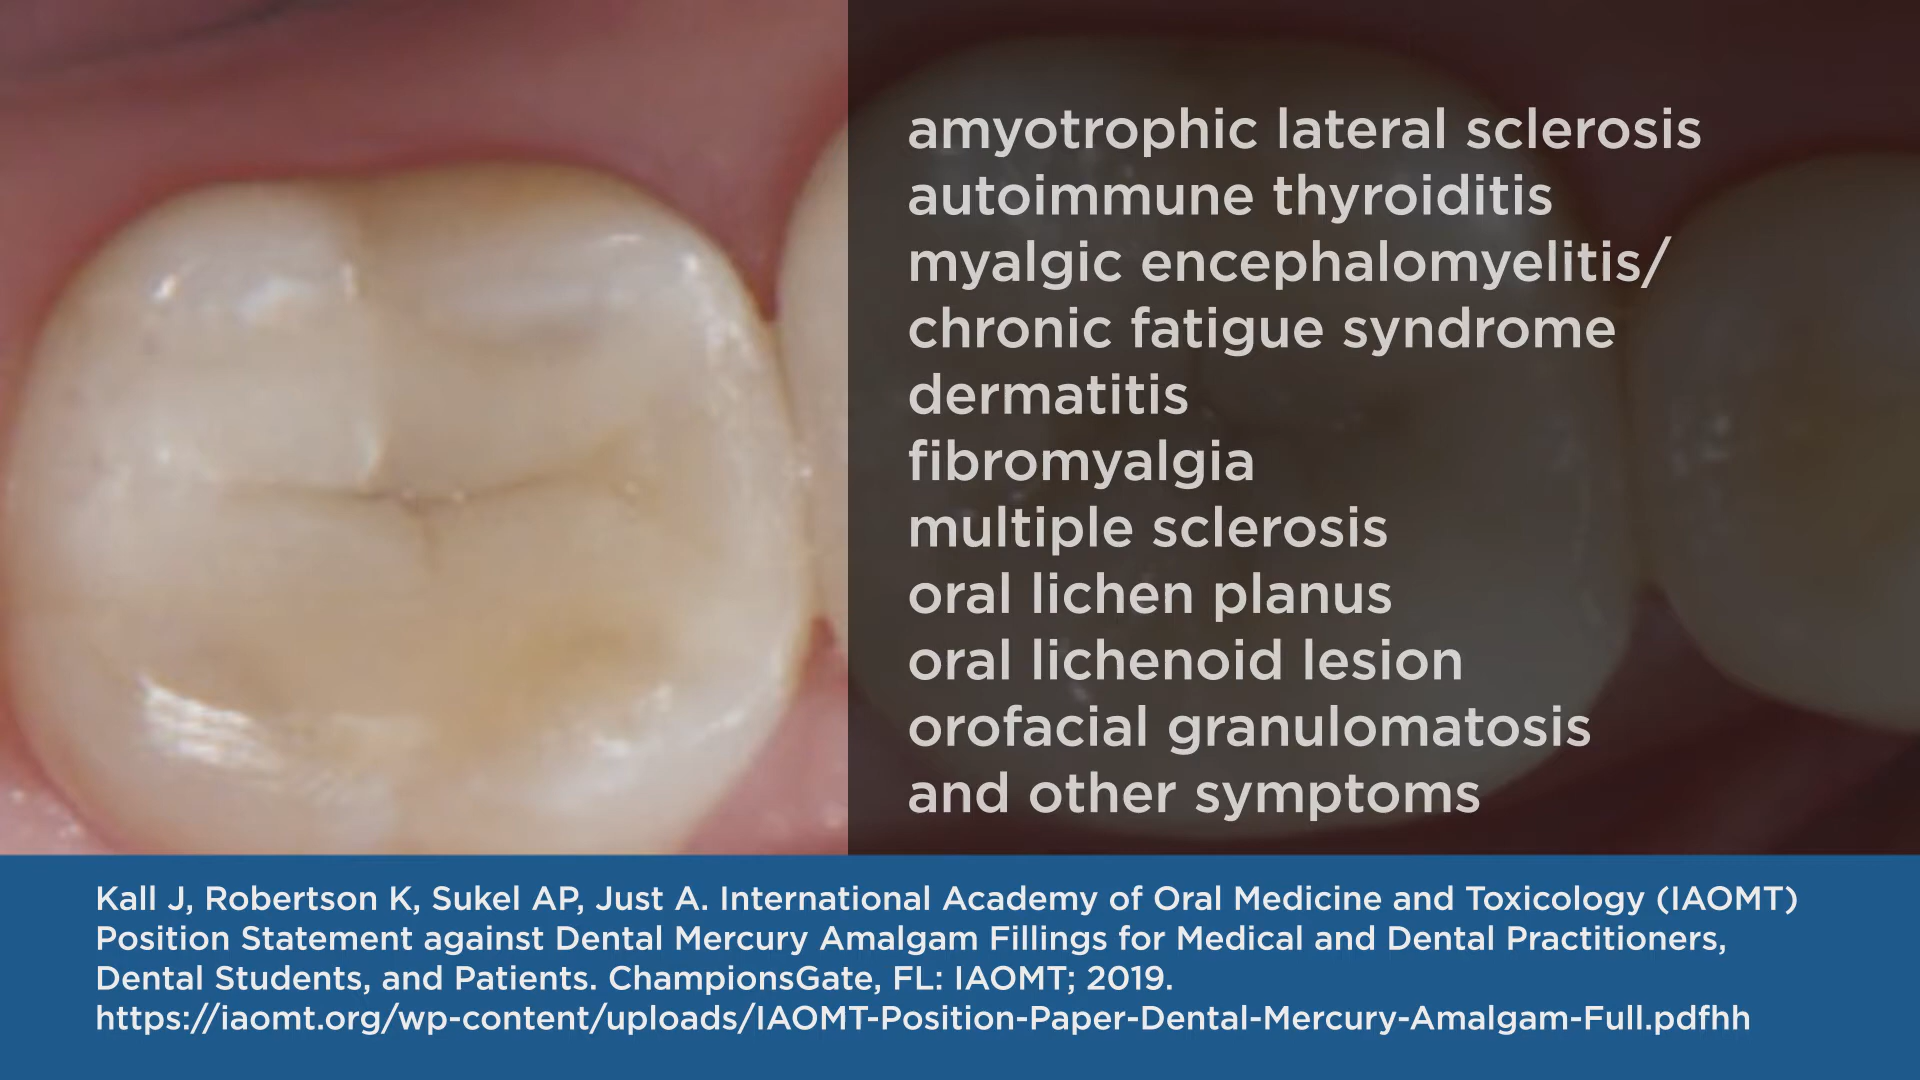 amyotrophic lateral sclerosis
autoimmune thyroiditis
myalgic encephalomyelitis/
chronic fatigue syndrome
dermatitis
fibromyalgia
multiple sclerosis
oral lichen planus
oral lichenoid lesion
orofacial granulomatosis
and other symptoms
Kall J, Robertson K, Sukel AP, Just A. International Academy of Oral Medicine and Toxicology (IAOMT)
Position Statement against Dental Mercury Amalgam Fillings for Medical and Dental Practitioners,
Dental Students, and Patients. ChampionsGate, FL: IAOMT; 2019.
https://iaomt.org/wp-content/uploads/IAOMT-Position-Paper-Dental-Mercury-Amalgam-Full.pdfhh